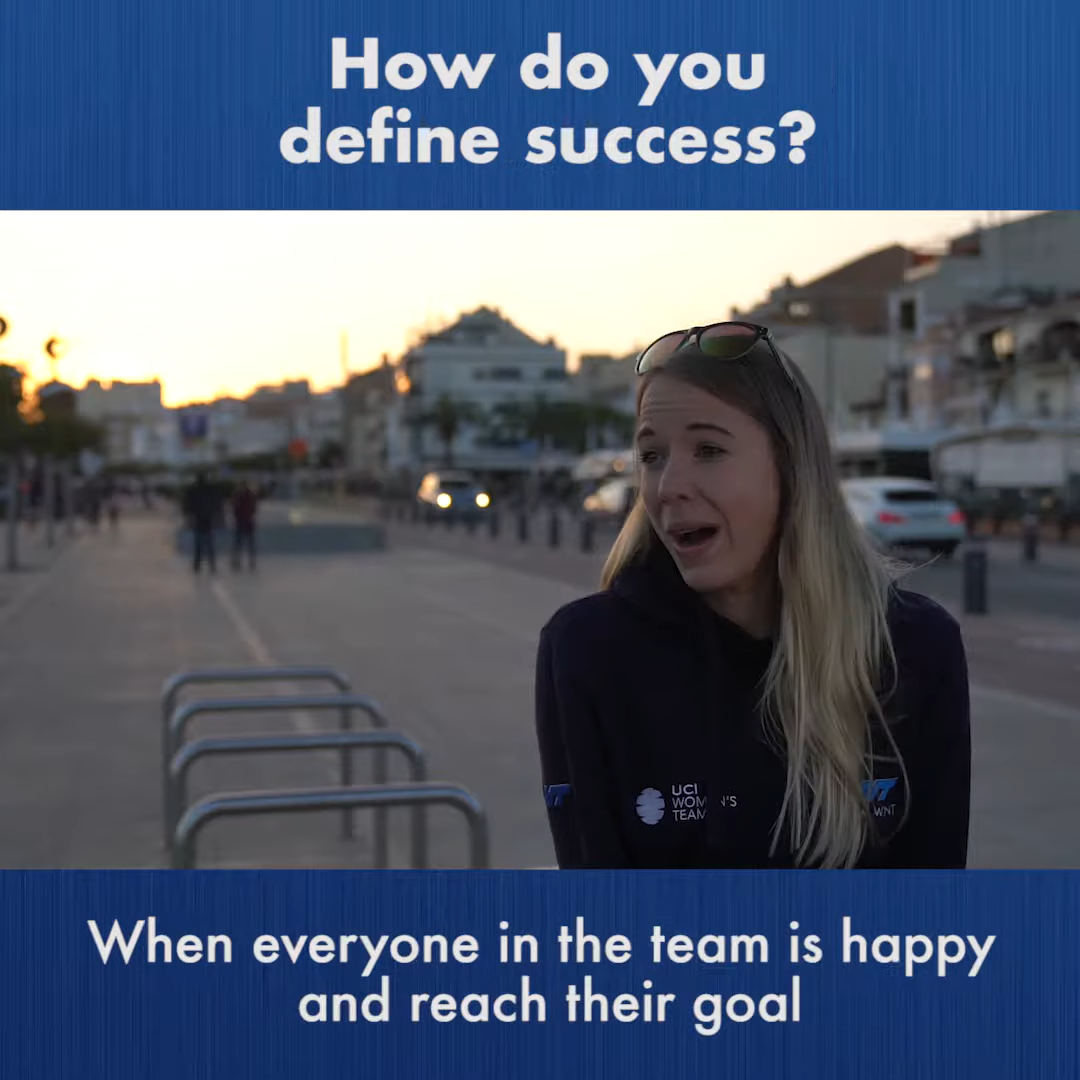 How do you
define success?
UCI
TEAM
WNT
When everyone in the team is happy
and reach their goal